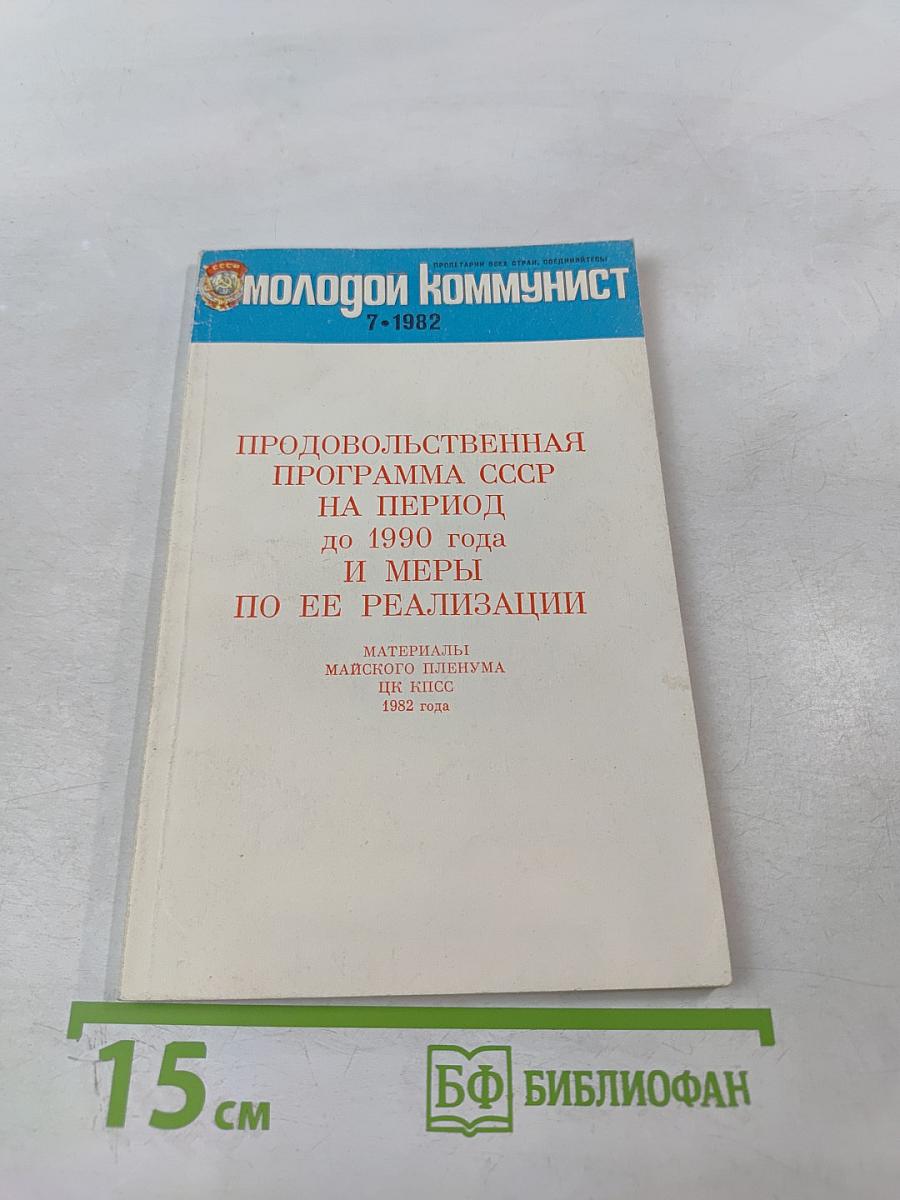 ПРОЛЕТАРИИ ВСЕХ СТРАН, СОЕДИНЯЙТЕСЬ!
СССР
молодой коммунист
7•1982
ПРОДОВОЛЬСТВЕННАЯ
ПРОГРАММА СССР
НА ПЕРИОД
до 1990 года
И МЕРЫ
ПО ЕЕ РЕАЛИЗАЦИИ
МАТЕРИАЛЫ
МАЙСКОГО ПЛЕНУМА
ЦК КПСС
1982 года
15 см
БФ БИБЛИОФАН